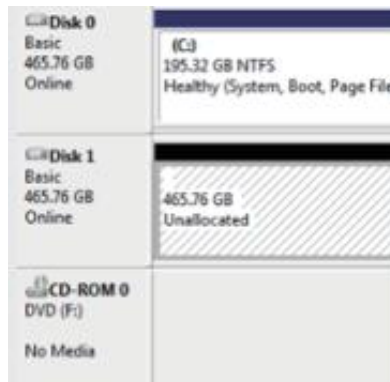 Disk 0
Basic
465.76 GB
Online
(C:)
195.32 GB NTFS
Healthy (System, Boot, Page File
Disk 1
Basic
465.76 GB
Online
465.76 GB
Unallocated
CD-ROM 0
DVD (F:)
No Media